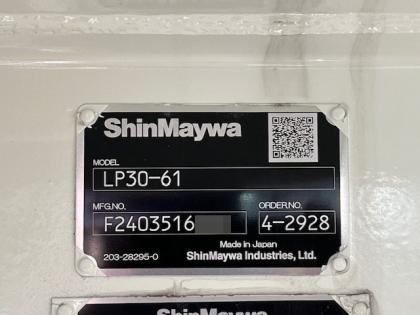 ShinMaywa
MODEL
LP30-61
MFG.NO. ORDER.NO.
F2403516 4-2928
Made in Japan
203-28295-0 ShinMaywa Industries, Ltd.
ShinMaywa